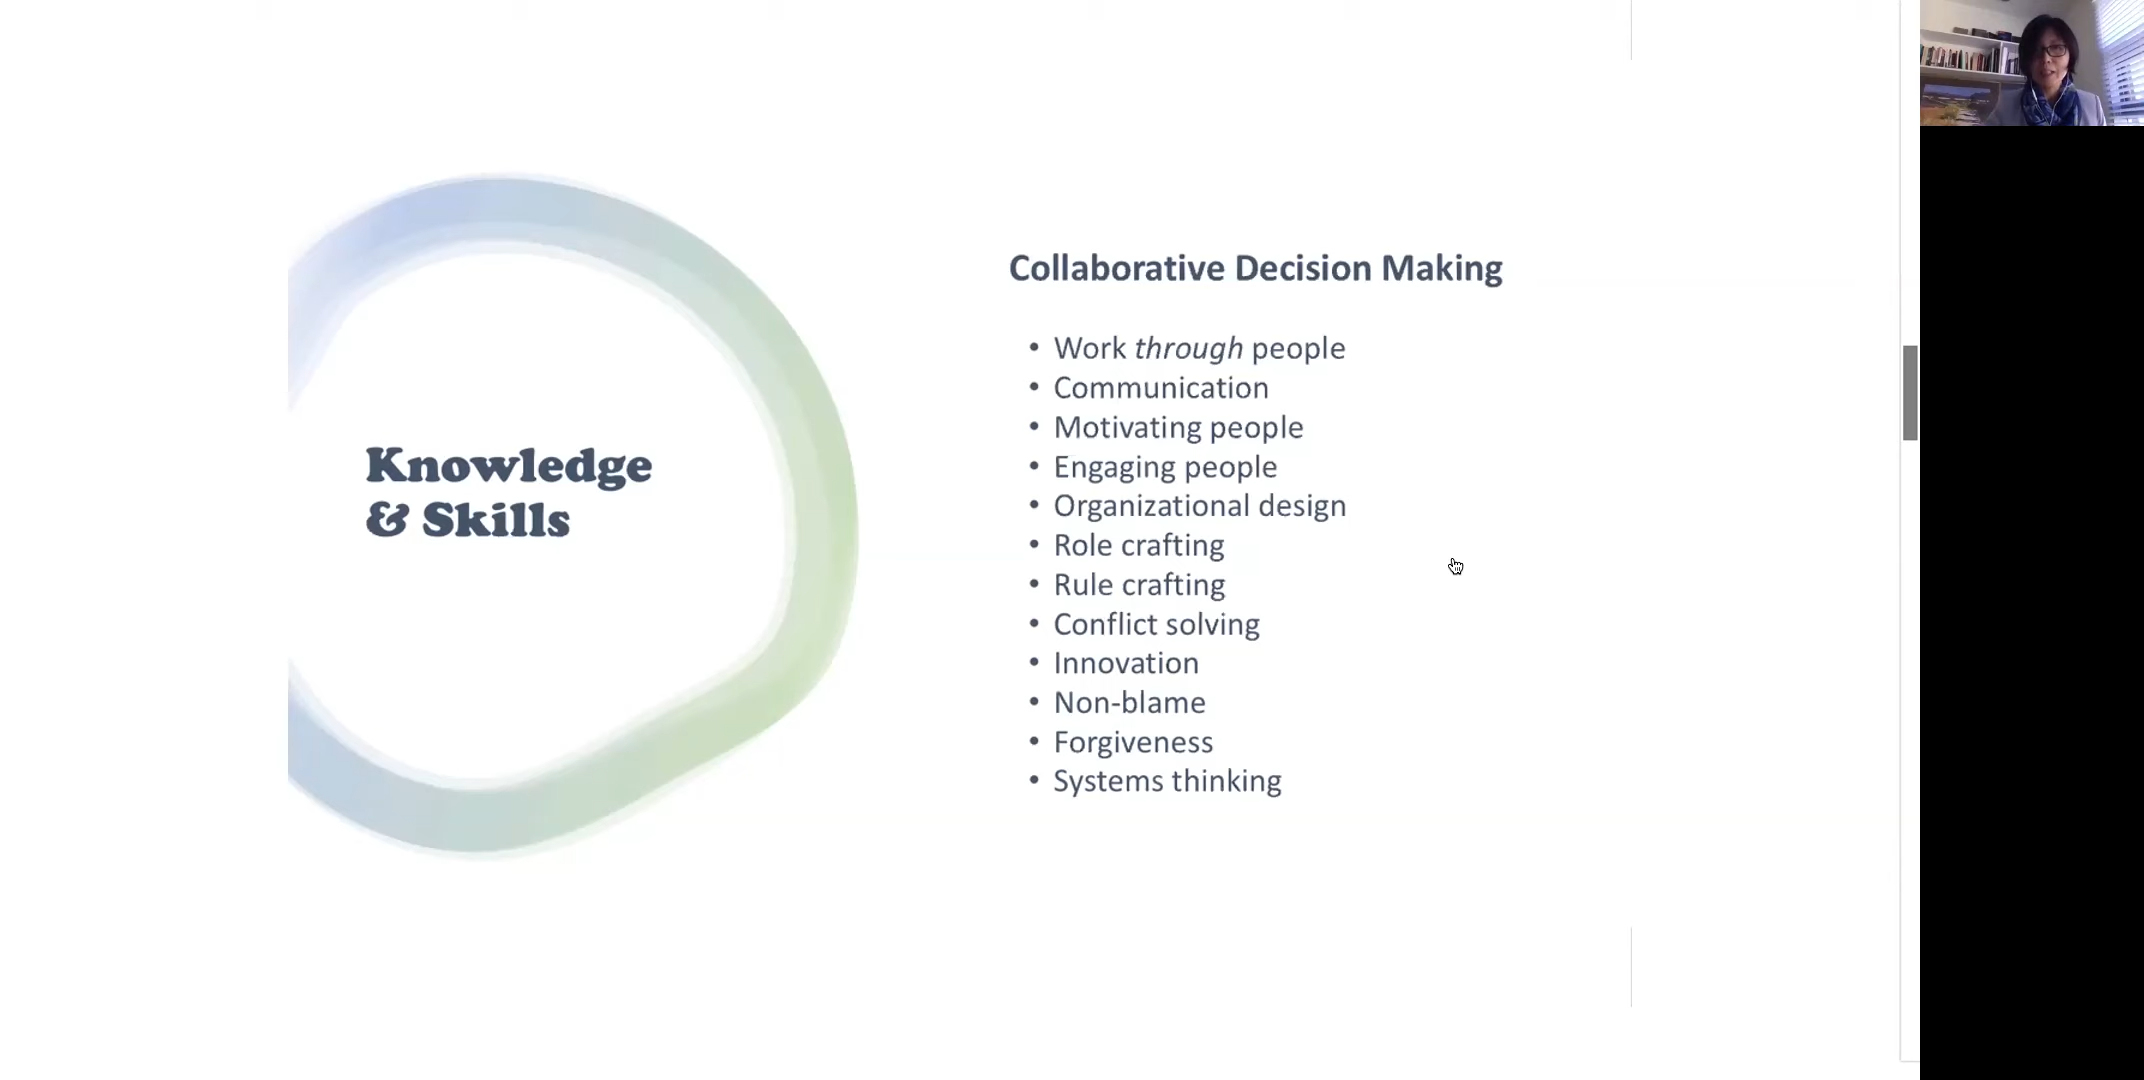 Knowledge
& Skills
Collaborative Decision Making
• Work through people
• Communication
• Motivating people
• Engaging people
• Organizational design
• Role crafting
• Rule crafting
• Conflict solving
• Innovation
• Non-blame
• Forgiveness
• Systems thinking